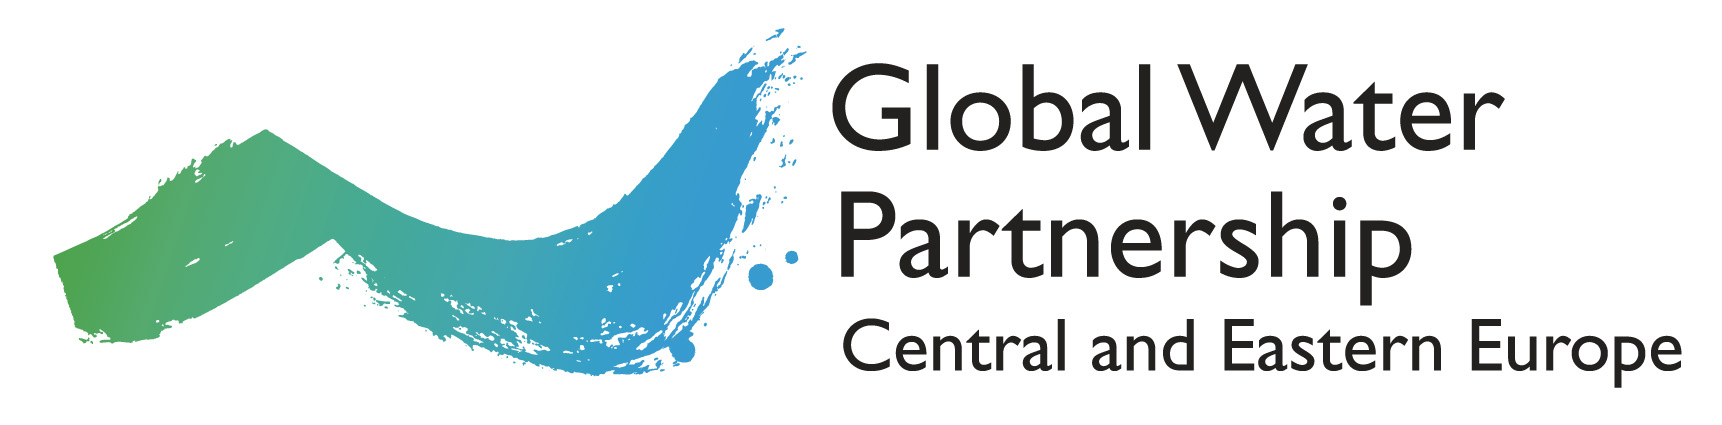 Global Water
Partnership
Central and Eastern Europe